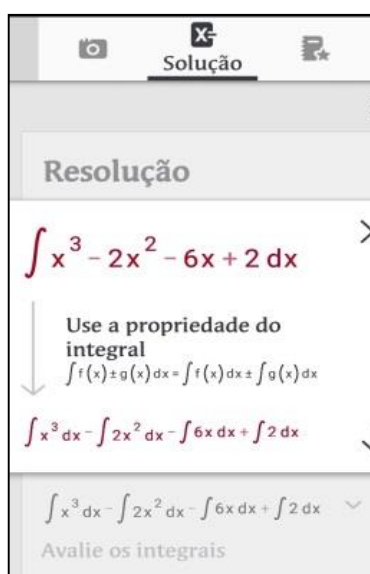 Solução
Resolução
∫ x³ - 2x² - 6x + 2 dx
Use a propriedade do
integral
∫ f(x) ± g(x) dx = ∫ f(x) dx ± ∫ g(x) dx
∫ x³ dx - ∫ 2x² dx - ∫ 6x dx + ∫ 2 dx
∫ x³ dx - ∫ 2x² dx - ∫ 6x dx + ∫ 2 dx
Avalie os integrais